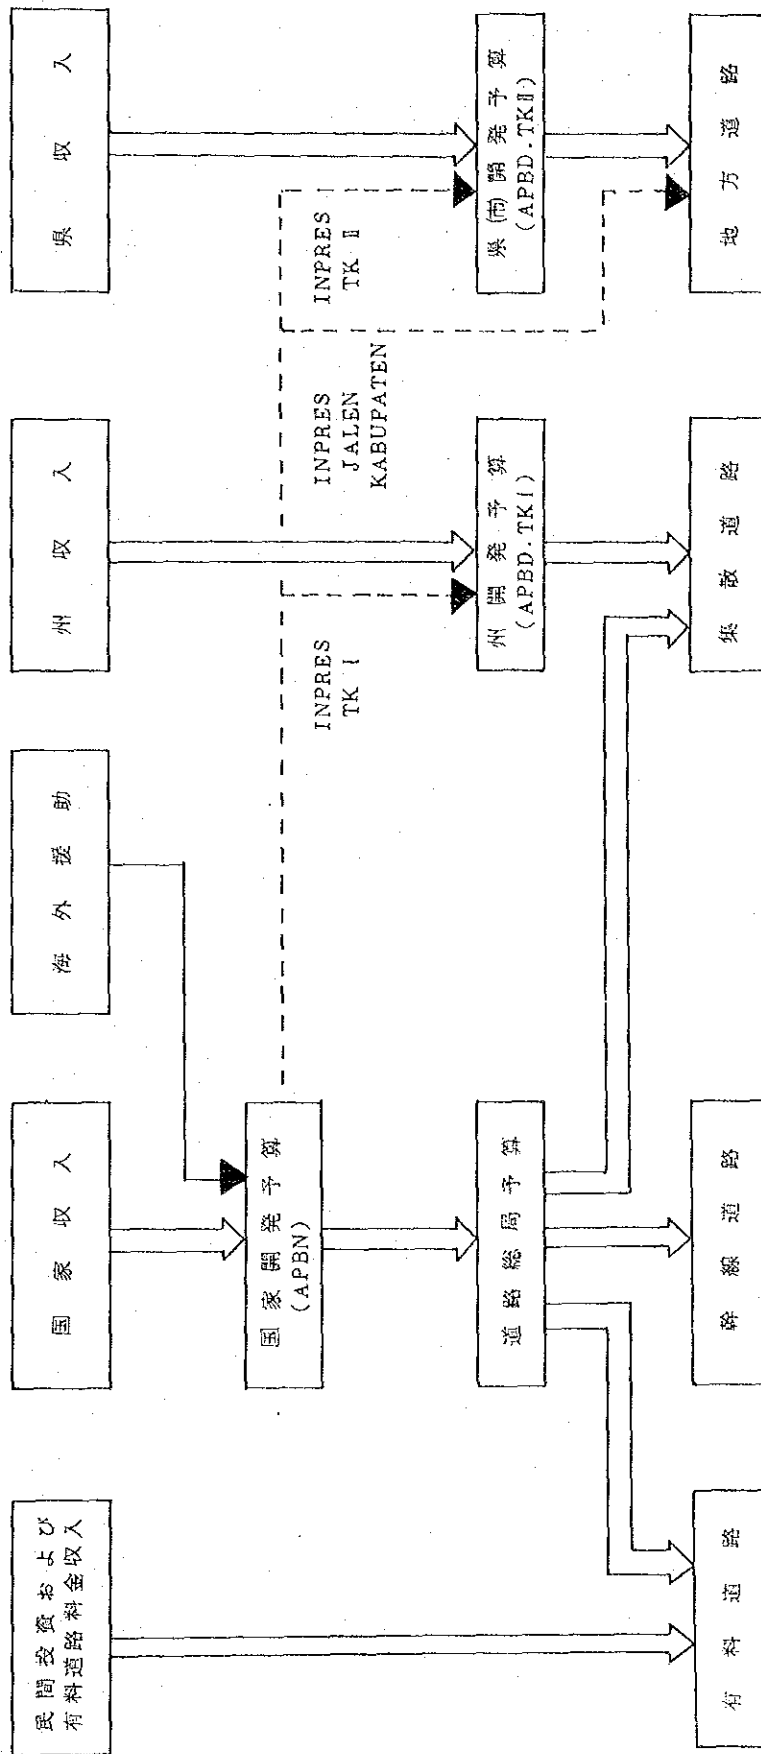 民間投資および
有料道路料金収入
国家収入
海外援助
州収入
県収入
国家開発予算
(APBN)
INPRES
TK I
INPRES
JALEN
KABUPATEN
INPRES
TK II
道路総局予算
州開発予算
(APBD.TKI)
県(市)開発予算
(APBD.TKII)
有料道路
幹線道路
集散道路
地方道路